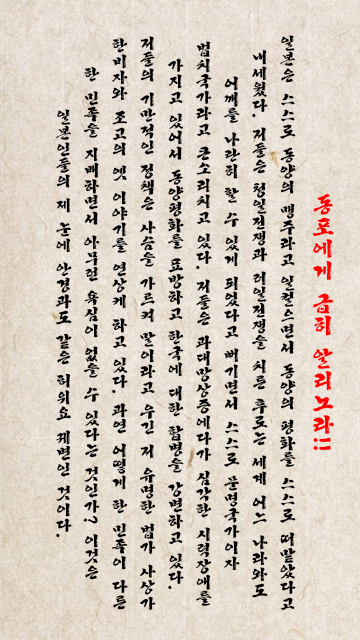 동포에게 급히 알리노라!!
일본은 스스로 동양의 맹주라고 일컬으면서 동양의 평화를 스스로 떠맡았다고
내세웠다. 저들은 청일전쟁과 러일전쟁을 치른 후로는 세계 어느 나라와도
어깨를 나란히 할 수 있게 되었다고 뻐기면서 스스로 문명국가이자
법치국가라고 큰소리치고 있다. 저들은 과대망상증에다가 심각한 시력장애를
가지고 있어서 동양평화를 표방하고 한국에 대한 합병을 강변하고 있다.
저들의 기만적인 정책은 사슴을 가르켜 말이라고 우긴 저 유명한 법가 사상가
한비자와 조고의 옛 이야기를 연상케 하고 있다. 과연 어떻게 한 민족이 다른
한 민족을 지배하면서 아무런 욕심이 없을 수 있다는 것인가? 이것은
일본인들의 제 눈에 안경과도 같은 허위요 궤변인 것이다.